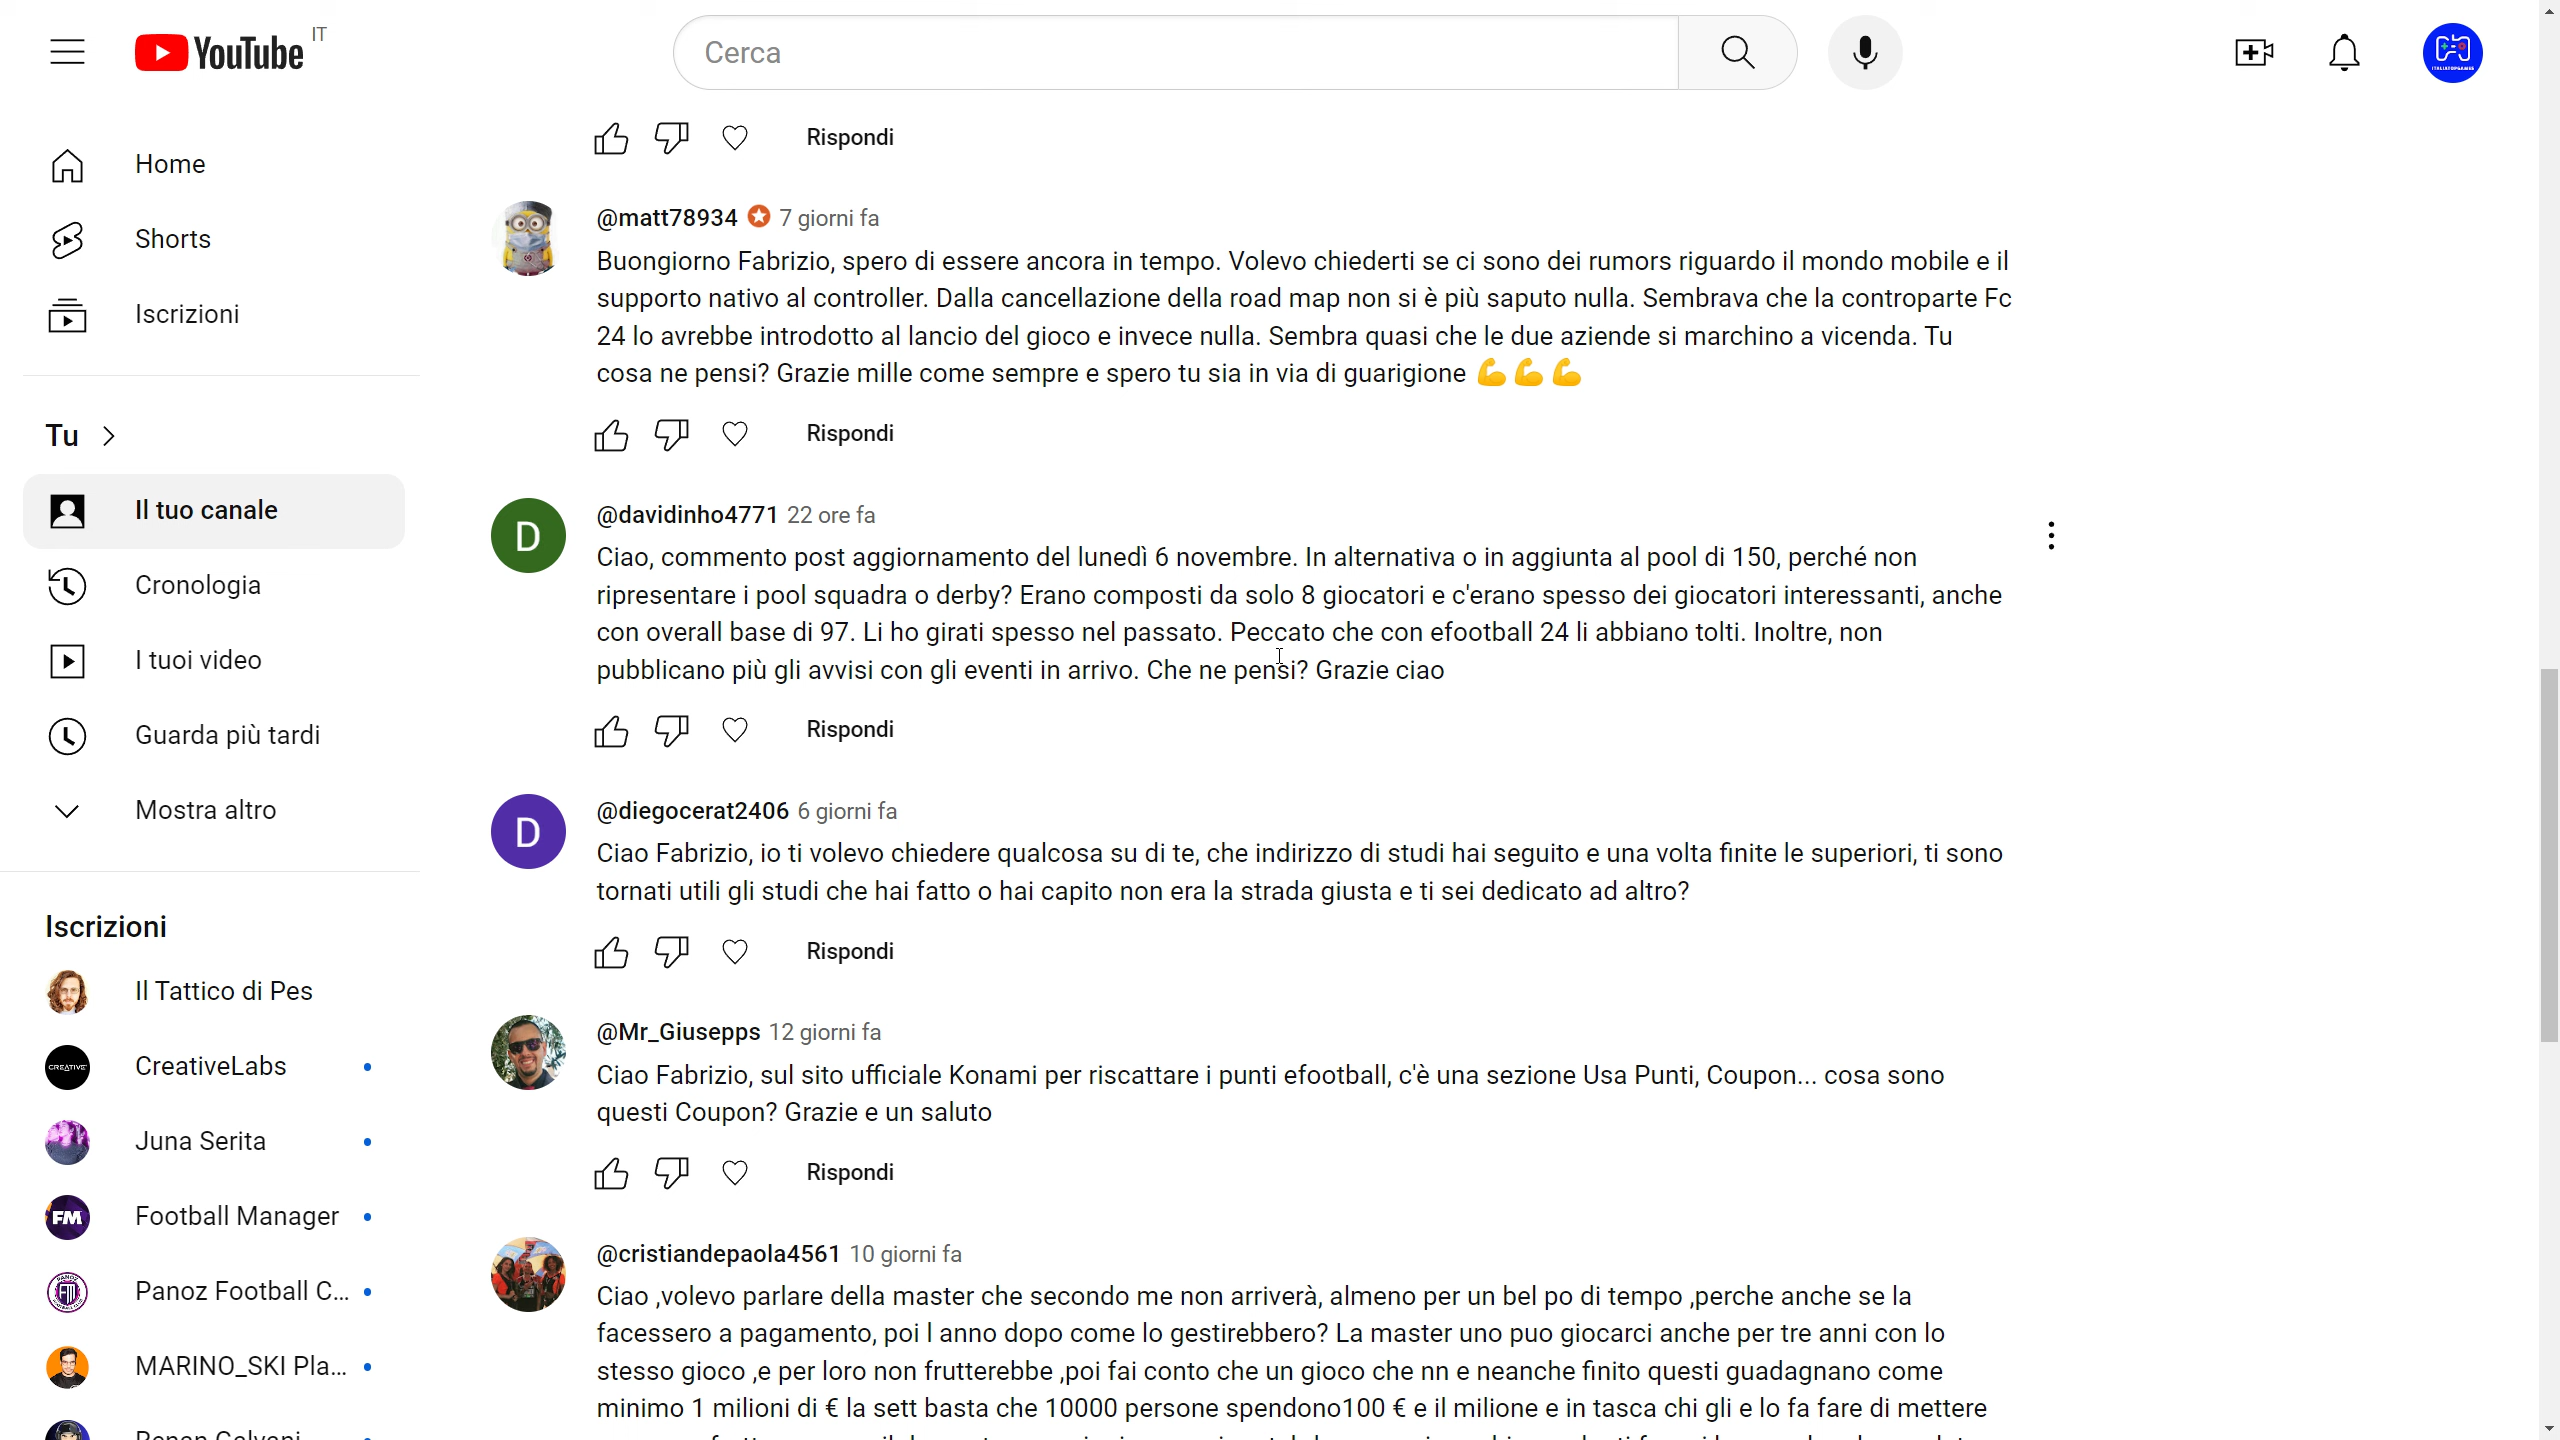 YouTube IT
Cerca
Home
Shorts
Iscrizioni
Tu
Il tuo canale
Cronologia
I tuoi video
Guarda più tardi
Mostra altro
Iscrizioni
Il Tattico di Pes
CREATIVE
CreativeLabs
Juna Serita
FM
Football Manager
Panoz Football C...
MARINO_SKI Pla...
Rispondi
@matt78934 7 giorni fa
Buongiorno Fabrizio, spero di essere ancora in tempo. Volevo chiederti se ci sono dei rumors riguardo il mondo mobile e il
supporto nativo al controller. Dalla cancellazione della road map non si è più saputo nulla. Sembrava che la controparte Fc
24 lo avrebbe introdotto al lancio del gioco e invece nulla. Sembra quasi che le due aziende si marchino a vicenda. Tu
cosa ne pensi? Grazie mille come sempre e spero tu sia in via di guarigione 💪💪💪
Rispondi
D
@davidinho4771 22 ore fa
Ciao, commento post aggiornamento del lunedì 6 novembre. In alternativa o in aggiunta al pool di 150, perché non
ripresentare i pool squadra o derby? Erano composti da solo 8 giocatori e c'erano spesso dei giocatori interessanti, anche
con overall base di 97. Li ho girati spesso nel passato. Peccato che con efootball 24 li abbiano tolti. Inoltre, non
pubblicano più gli avvisi con gli eventi in arrivo. Che ne pensi? Grazie ciao
Rispondi
D
@diegocerat2406 6 giorni fa
Ciao Fabrizio, io ti volevo chiedere qualcosa su di te, che indirizzo di studi hai seguito e una volta finite le superiori, ti sono
tornati utili gli studi che hai fatto o hai capito non era la strada giusta e ti sei dedicato ad altro?
Rispondi
@Mr_Giusepps 12 giorni fa
Ciao Fabrizio, sul sito ufficiale Konami per riscattare i punti efootball, c'è una sezione Usa Punti, Coupon... cosa sono
questi Coupon? Grazie e un saluto
Rispondi
@cristiandepaola4561 10 giorni fa
Ciao ,volevo parlare della master che secondo me non arriverà, almeno per un bel po di tempo ,perche anche se la
facessero a pagamento, poi l anno dopo come lo gestirebbero? La master uno puo giocarci anche per tre anni con lo
stesso gioco ,e per loro non frutterebbe ,poi fai conto che un gioco che nn e neanche finito questi guadagnano come
minimo 1 milioni di € la sett basta che 10000 persone spendono100 € e il milione e in tasca chi gli e lo fa fare di mettere